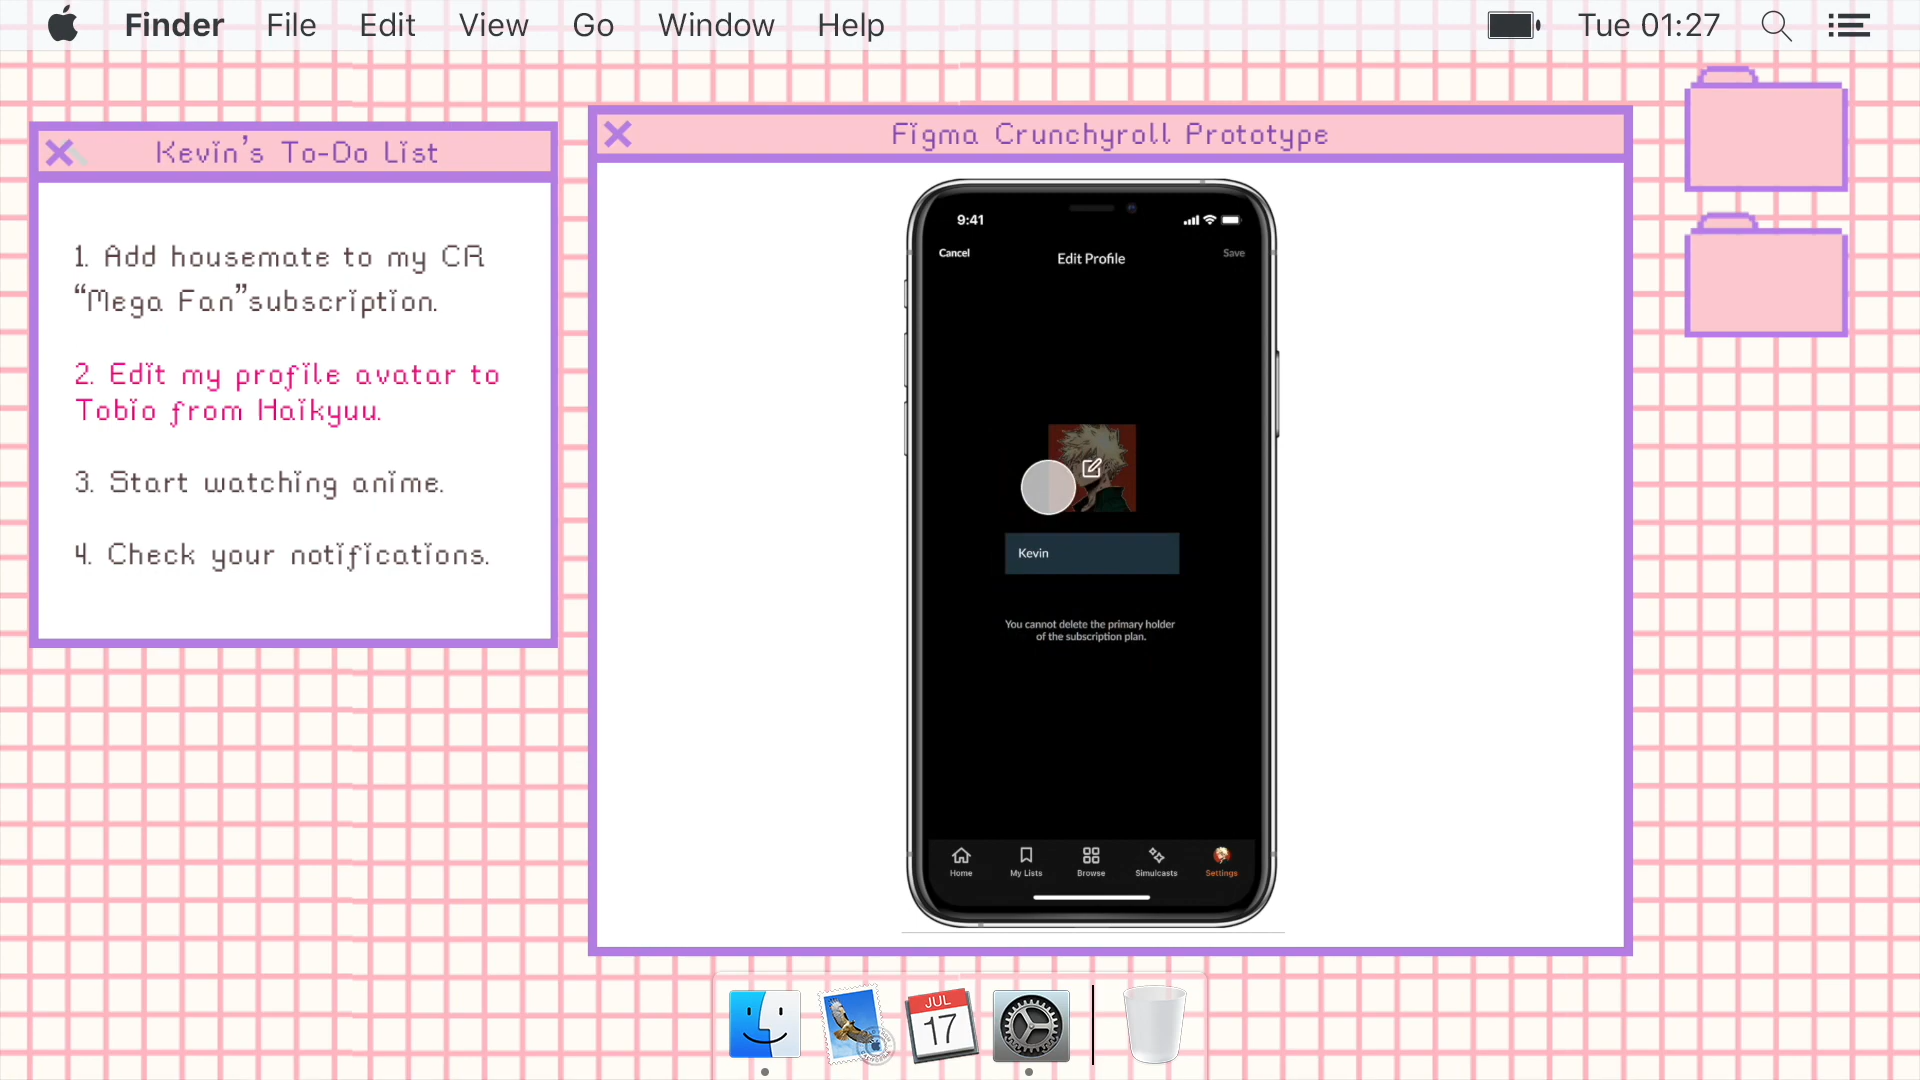 Finder File Edit View Go Window Help Tue 01:27
Kevin's To-Do List
1. Add housemate to my CR
“Mega Fan”subscription.
2. Edit my profile avatar to
Tobio from Haikyuu.
3. Start watching anime.
4. Check your notifications.
Figma Crunchyroll Prototype
9:41
Cancel Edit Profile Save
Kevin
You cannot delete the primary holder
of the subscription plan.
Home My Lists Browse Simulcasts Settings
JUL
17